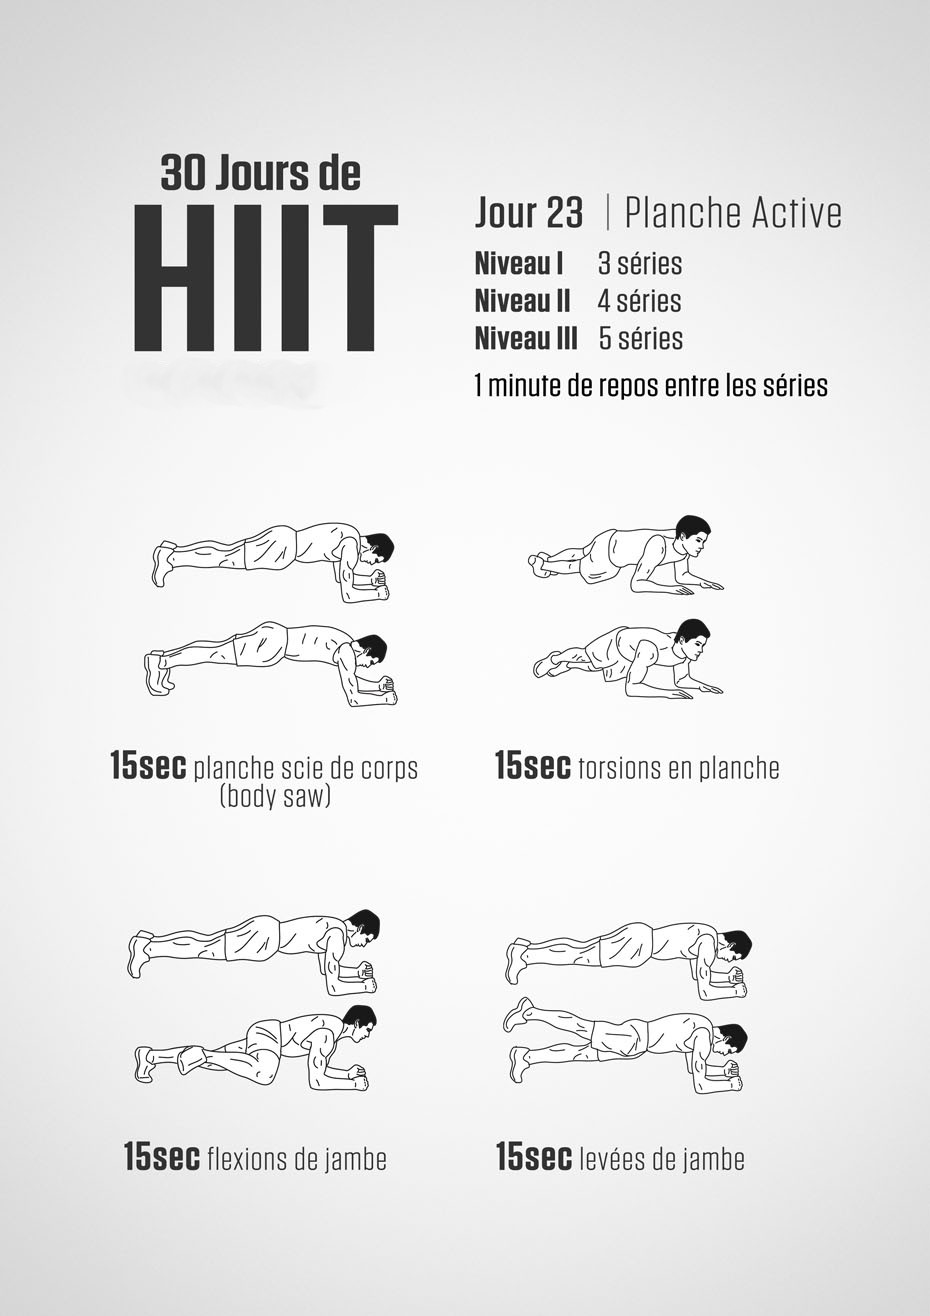 30 Jours de
HIIT
Jour 23 | Planche Active
Niveau I 3 séries
Niveau II 4 séries
Niveau III 5 séries
1 minute de repos entre les séries
15sec planche scie de corps
(body saw)
15sec torsions en planche
15sec flexions de jambe
15sec levées de jambe